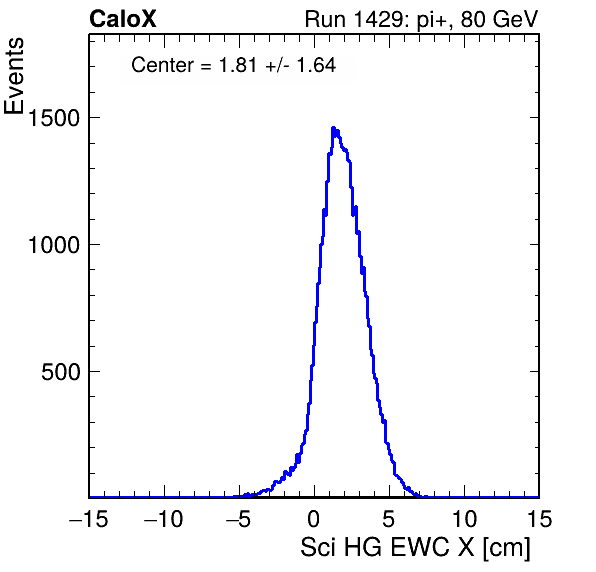 CaloX
Run 1429: pi+, 80 GeV
Center = 1.81 +/- 1.64
Events
1500
1000
500
−15 −10 −5 0 5 10 15
Sci HG EWC X [cm]